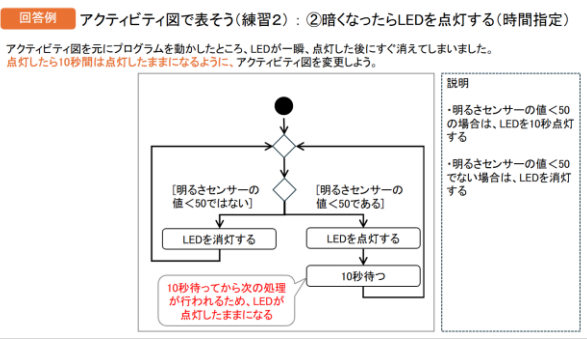 回答例 アクティビティ図で表そう(練習2) : ②暗くなったらLEDを点灯する(時間指定)
アクティビティ図を元にプログラムを動かしたところ、LEDが一瞬、点灯した後にすぐ消えてしまいました。
点灯したら10秒間は点灯したままになるように、アクティビティ図を変更しよう。
[明るさセンサーの
値<50ではない]
[明るさセンサーの
値<50である]
LEDを消灯する
LEDを点灯する
10秒待つ
10秒待ってから次の処理
が行われるため、LEDが
点灯したままになる
説明
・明るさセンサーの値<50
の場合は、LEDを10秒点灯
する
・明るさセンサーの値<50
でない場合は、LEDを消灯
する